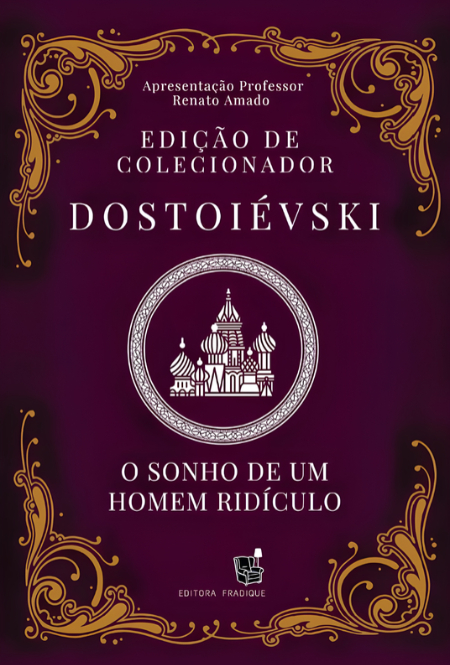 Apresentação Professor
Renato Amado
EDIÇÃO DE
COLECIONADOR
DOSTOIÉVSKI
O SONHO DE UM
HOMEM RIDÍCULO
EDITORA FRADIQUE